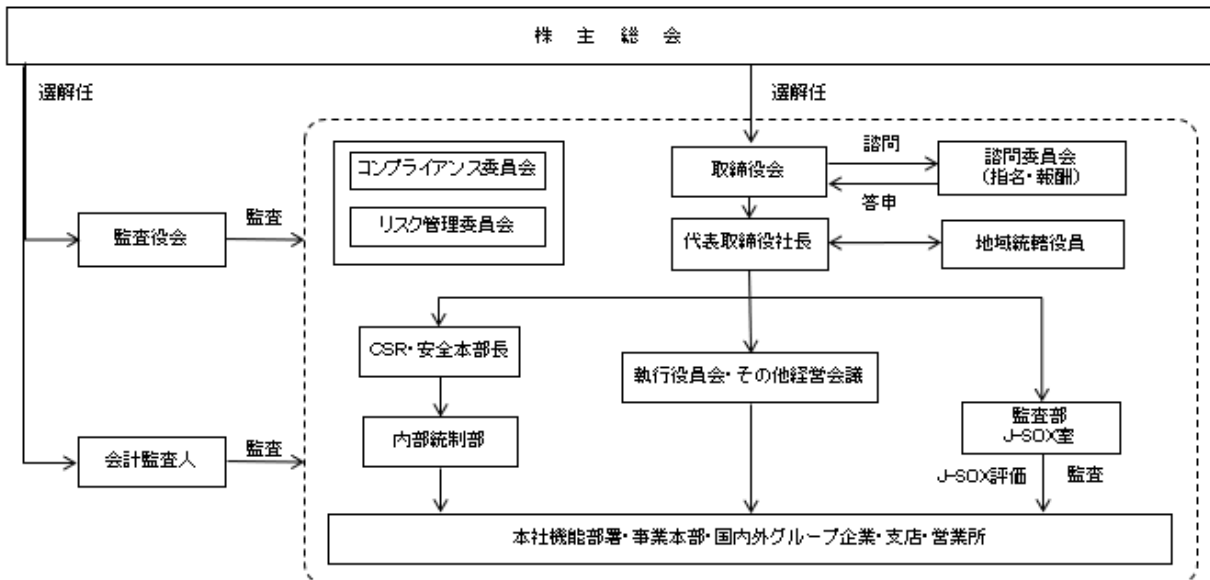 株 主 総 会
選解任
選解任
コンプライアンス委員会
リスク管理委員会
取締役会
諮問
答申
諮問委員会
(指名・報酬)
監査役会
監査
代表取締役社長
地域統轄役員
CSR・安全本部長
執行役員会・その他経営会議
内部統制部
監査部
J-SOX室
会計監査人
監査
J-SOX評価
監査
本社機能部署・事業本部・国内外グループ企業・支店・営業所